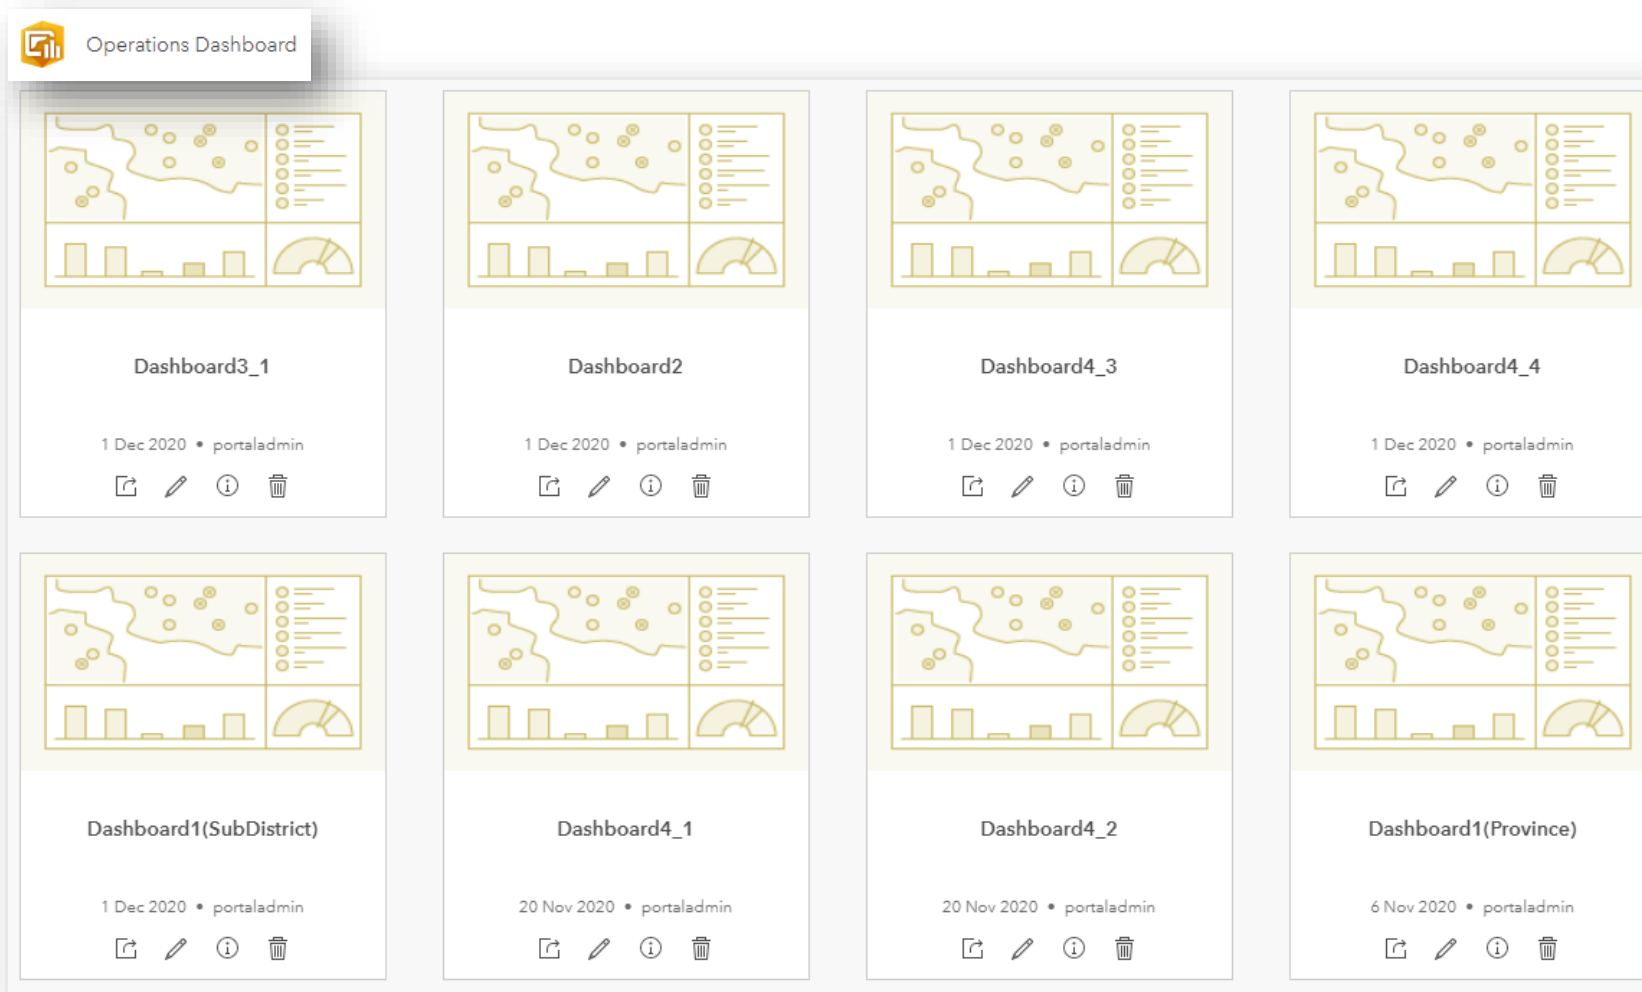 Operations Dashboard
Dashboard3_1
Dashboard2
Dashboard4_3
Dashboard4_4
1 Dec 2020 • portaladmin
1 Dec 2020 • portaladmin
1 Dec 2020 • portaladmin
1 Dec 2020 • portaladmin
Dashboard1(SubDistrict)
Dashboard4_1
Dashboard4_2
Dashboard1(Province)
1 Dec 2020 • portaladmin
20 Nov 2020 • portaladmin
20 Nov 2020 • portaladmin
6 Nov 2020 • portaladmin